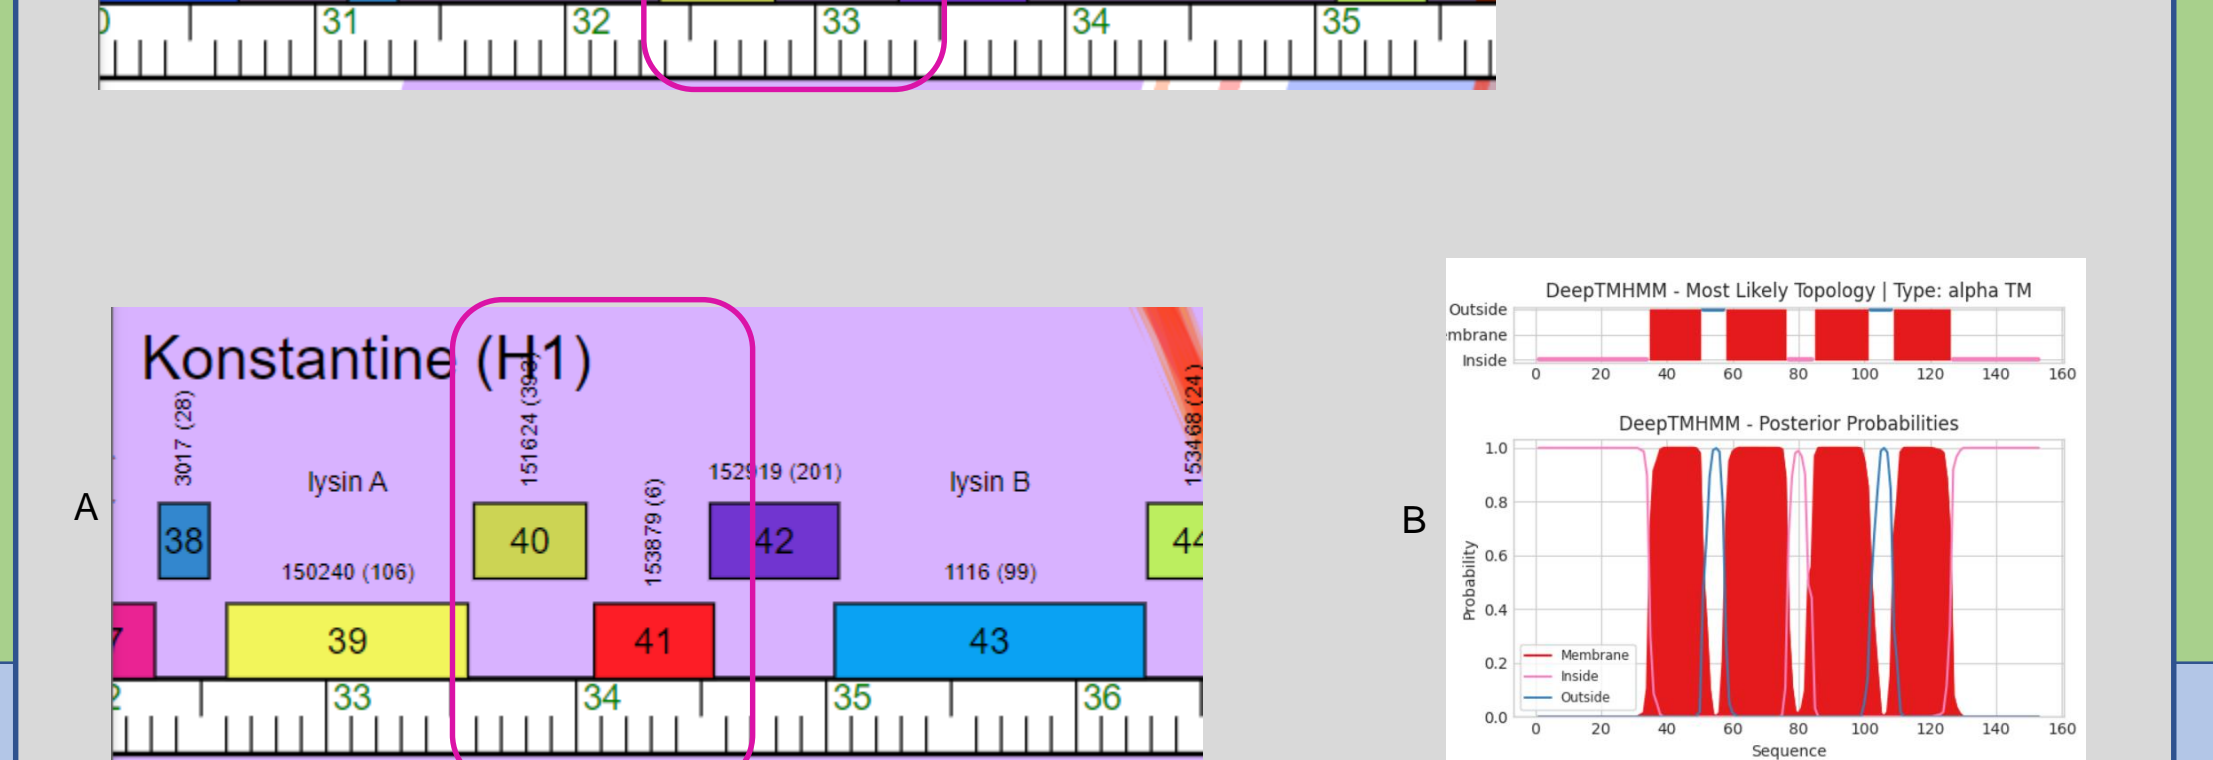 31 32 33 34 35
Konstantine (H1)
3017 (28)
lysin A
151624 (393)
153879 (6)
152919 (201)
lysin B
153468 (24)
38
150240 (106)
40
42
1116 (99)
44
7
39
41
43
33 34 35 36
A
B
DeepTMHMM - Most Likely Topology | Type: alpha TM
Outside
embrane
Inside
0 20 40 60 80 100 120 140 160
DeepTMHMM - Posterior Probabilities
1.0
0.8
0.6
0.4
0.2
0.0
Probability
Membrane
Inside
Outside
0 20 40 60 80 100 120 140 160
Sequence